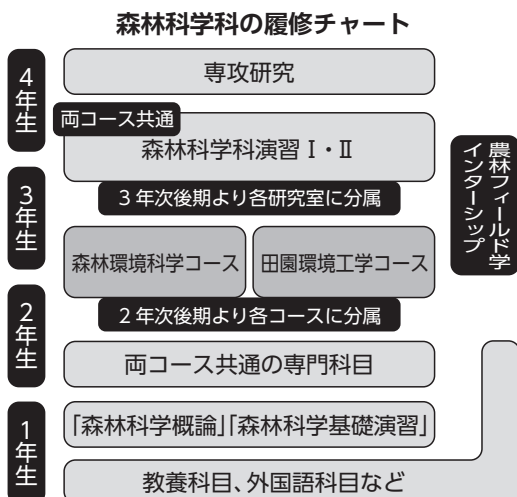 森林科学科の履修チャート
4年生
専攻研究
両コース共通
森林科学科演習Ⅰ・Ⅱ
農林フィールド学
インターシップ
3年生
3年次後期より各研究室に分属
森林環境科学コース
田園環境工学コース
2年生
2年次後期より各コースに分属
両コース共通の専門科目
1年生
「森林科学概論」「森林科学基礎演習」
教養科目、外国語科目など